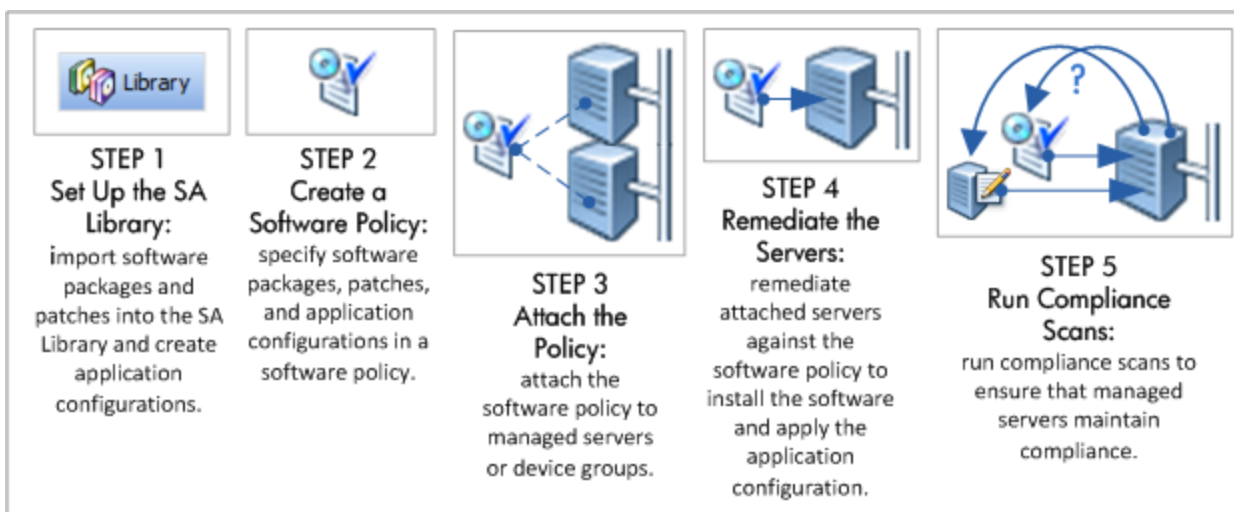 Library
STEP 1
Set Up the SA
Library:
import software
packages and
patches into the SA
Library and create
application
configurations.
STEP 2
Create a
Software Policy:
specify software
packages, patches,
and application
configurations in a
software policy.
STEP 3
Attach the
Policy:
attach the
software policy to
managed servers
or device groups.
STEP 4
Remediate the
Servers:
remediate
attached servers
against the
software policy to
install the software
and apply the
application
configuration.
?
STEP 5
Run Compliance
Scans:
run compliance scans to
ensure that managed
servers maintain
compliance.